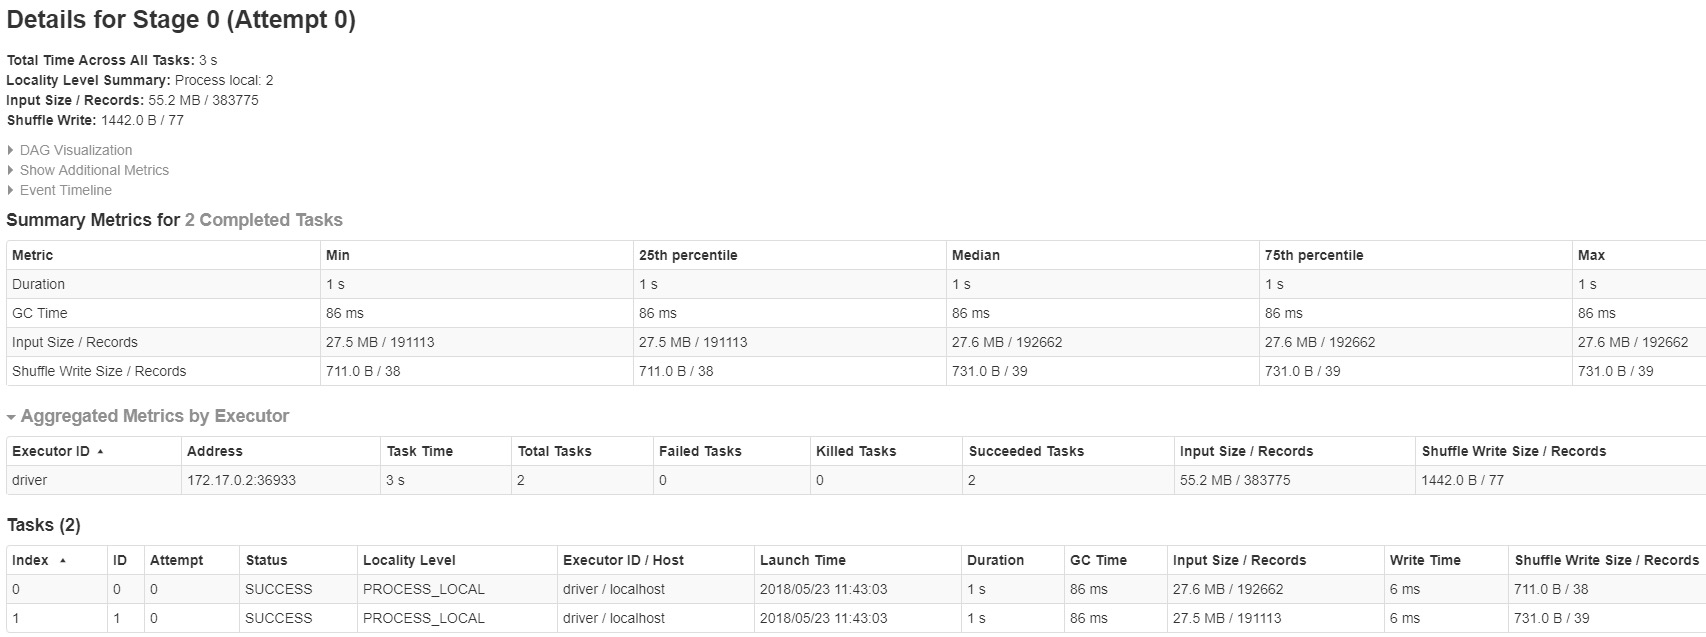 Details for Stage 0 (Attempt 0)
Total Time Across All Tasks: 3 s
Locality Level Summary: Process local: 2
Input Size / Records: 55.2 MB / 383775
Shuffle Write: 1442.0 B / 77
DAG Visualization
Show Additional Metrics
Event Timeline
Summary Metrics for 2 Completed Tasks
Metric Min 25th percentile Median 75th percentile Max
Duration 1 s 1 s 1 s 1 s 1 s
GC Time 86 ms 86 ms 86 ms 86 ms 86 ms
Input Size / Records 27.5 MB / 191113 27.5 MB / 191113 27.6 MB / 192662 27.6 MB / 192662 27.6 MB / 192662
Shuffle Write Size / Records 711.0 B / 38 711.0 B / 38 731.0 B / 39 731.0 B / 39 731.0 B / 39
Aggregated Metrics by Executor
Executor ID Address Task Time Total Tasks Failed Tasks Killed Tasks Succeeded Tasks Input Size / Records Shuffle Write Size / Records
driver 172.17.0.2:36933 3 s 2 0 0 2 55.2 MB / 383775 1442.0 B / 77
Tasks (2)
Index ID Attempt Status Locality Level Executor ID / Host Launch Time Duration GC Time Input Size / Records Write Time Shuffle Write Size / Records
0 0 0 SUCCESS PROCESS_LOCAL driver / localhost 2018/05/23 11:43:03 1 s 86 ms 27.6 MB / 192662 6 ms 711.0 B / 38
1 1 0 SUCCESS PROCESS_LOCAL driver / localhost 2018/05/23 11:43:03 1 s 86 ms 27.5 MB / 191113 6 ms 731.0 B / 39